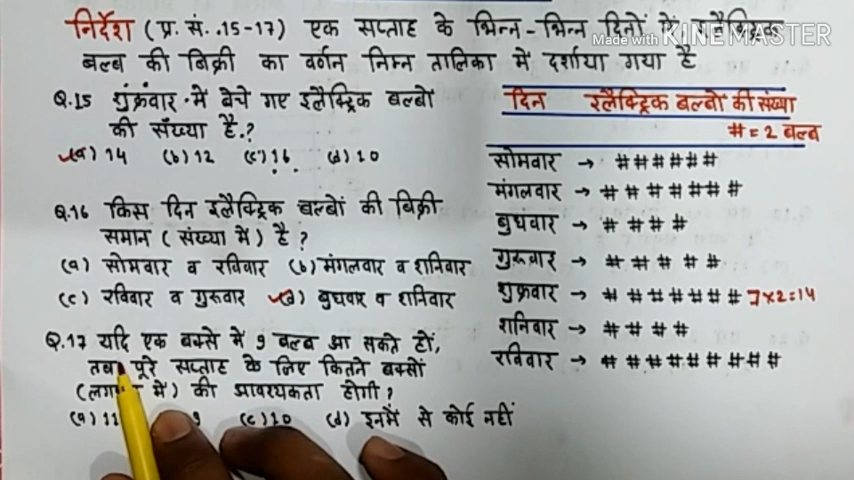 निर्देश (प्र. सं. .15-17) एक सप्ताह के भिन्न-भिन्न दिनों में
Made with KINEMASTER
बल्ब की बिक्री का वर्णन निम्न तालिका में दर्शाया गया है
Q.15 शुक्रवार में बेचे गए इलैक्ट्रिक बल्बों
की संख्या है.?
(a) 14 (b) 12 (c) 16 (d) 10
Q.16 किस दिन इलैक्ट्रिक बल्बों की बिक्री
समान (संख्या में) है?
(a) सोमवार व रविवार (b) मंगलवार व शनिवार
(c) रविवार व गुरुवार (d) बुधवार व शनिवार
Q.17 यदि एक बक्से में 9 बल्ब आ सकते हों,
तब पूरे सप्ताह के लिए कितने बक्सों
में) की आवश्यकता होगी?
(a) 11 9 (c) 10 (d) इनमें से कोई नहीं
दिन इलैक्ट्रिक बल्बों की संख्या
# = 2 बल्ब
सोमवार → ######
मंगलवार → # # # # # # #
बुधवार → # # # #
गुरुवार → # # # # #
शुक्रवार → # # # # # # # 7×2=14
शनिवार → # # # #
रविवार → # # # # # # # # #